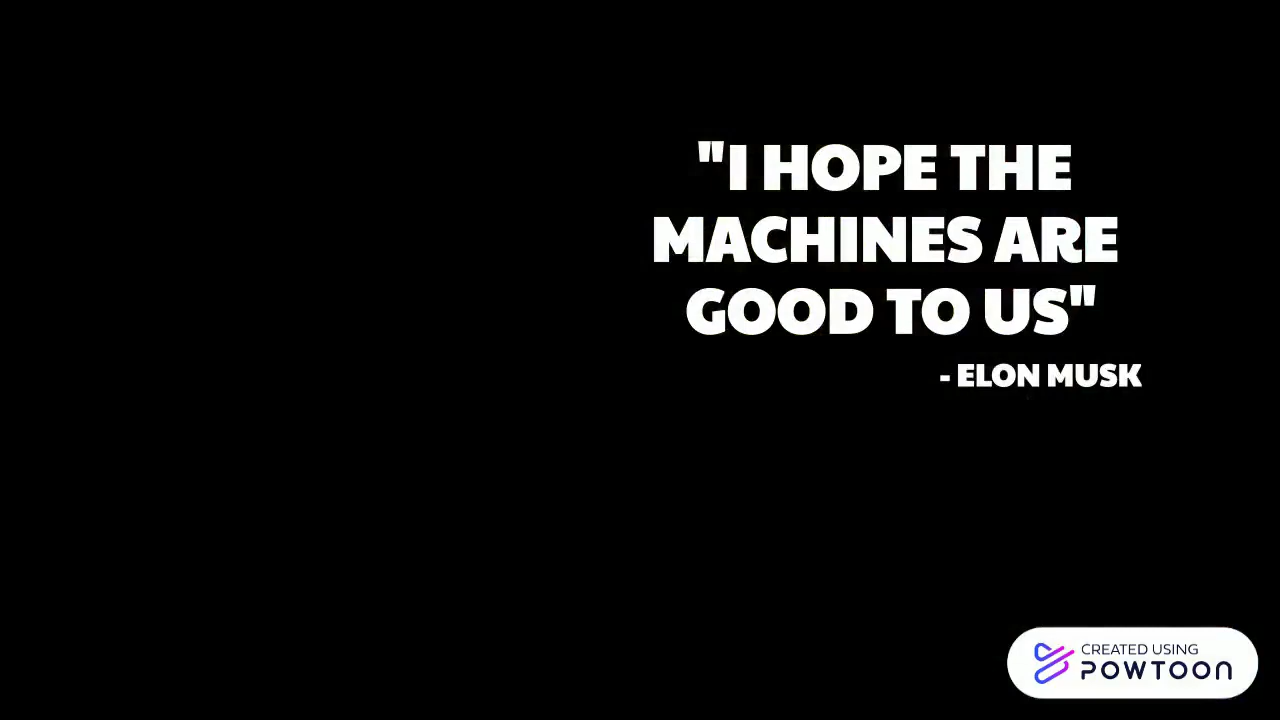 "I HOPE THE
MACHINES ARE
GOOD TO US"
- ELON MUSK
CREATED USING
POWTOON